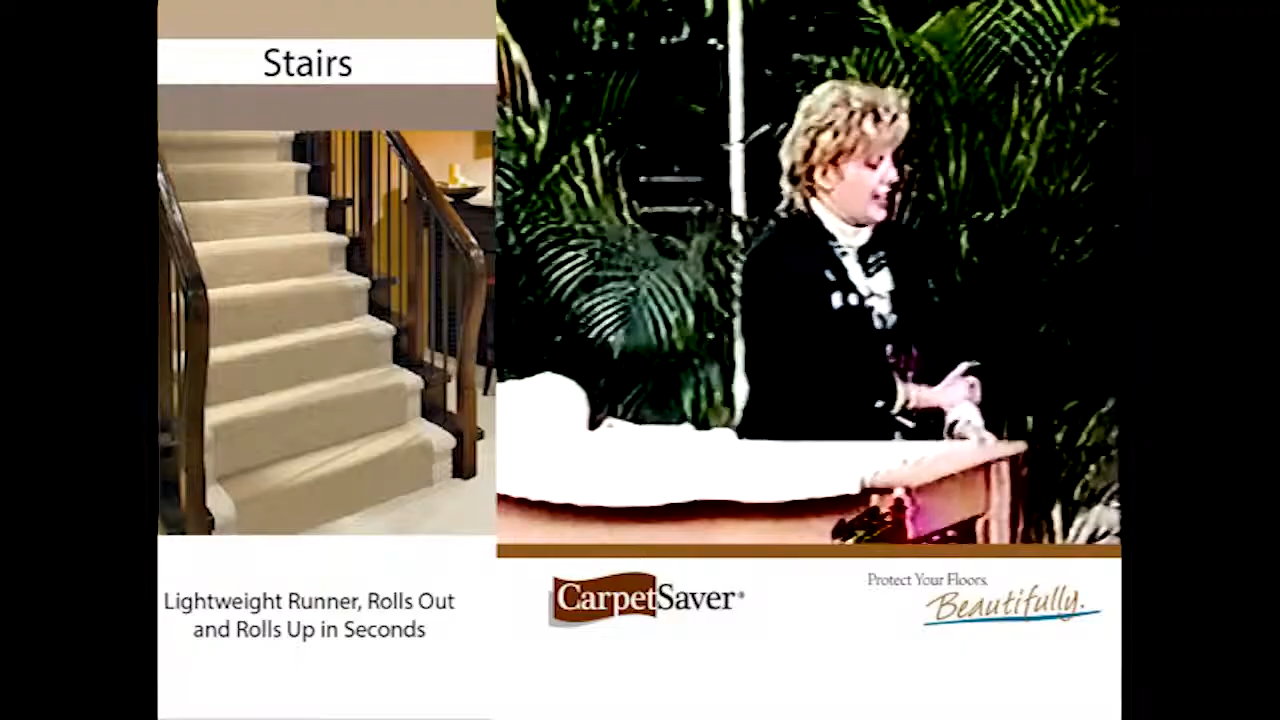 Stairs
Lightweight Runner, Rolls Out
and Rolls Up in Seconds
CarpetSaver®
Protect Your Floors.
Beautifully.